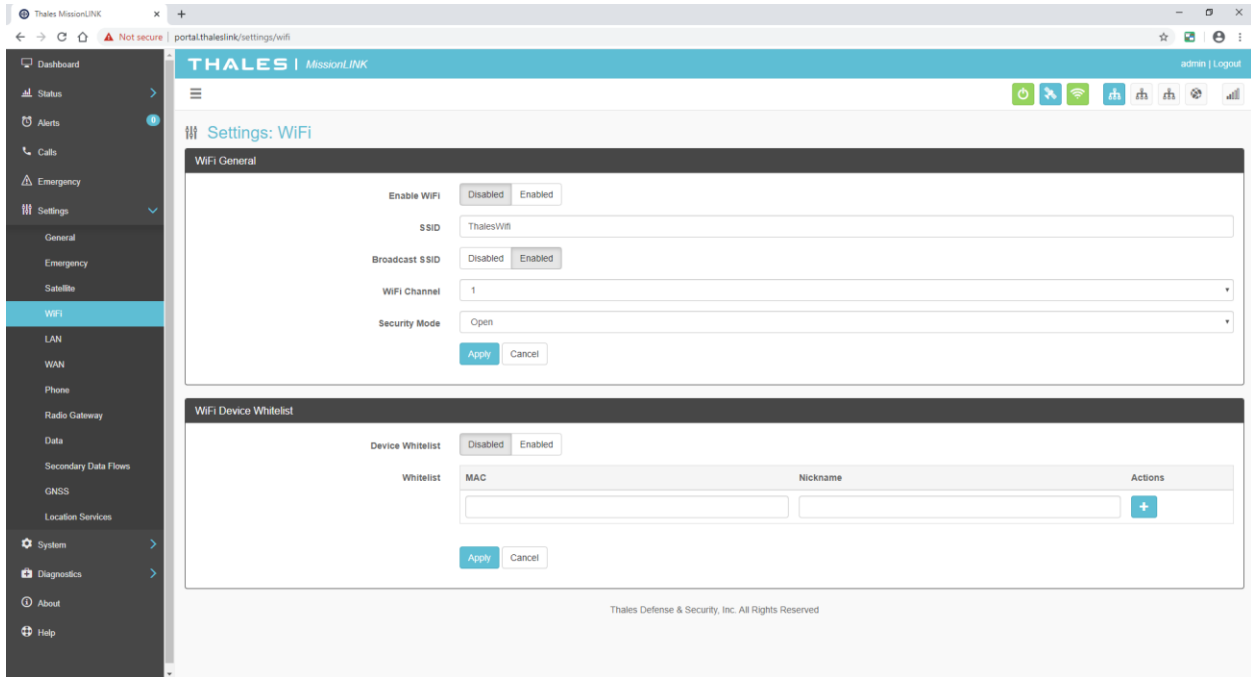 Thales MissionLINK
Not secure | portal.thaleslink/settings/wifi
THALES | MissionLINK
admin | Logout
Dashboard
Status
Alerts 0
Calls
Emergency
Settings
General
Emergency
Satellite
WiFi
LAN
WAN
Phone
Radio Gateway
Data
Secondary Data Flows
GNSS
Location Services
System
Diagnostics
About
Help
Settings: WiFi
WiFi General
Enable WiFi Disabled Enabled
SSID ThalesWifi
Broadcast SSID Disabled Enabled
WiFi Channel 1
Security Mode Open
Apply Cancel
WiFi Device Whitelist
Device Whitelist Disabled Enabled
Whitelist MAC Nickname Actions
Apply Cancel
Thales Defense & Security, Inc. All Rights Reserved